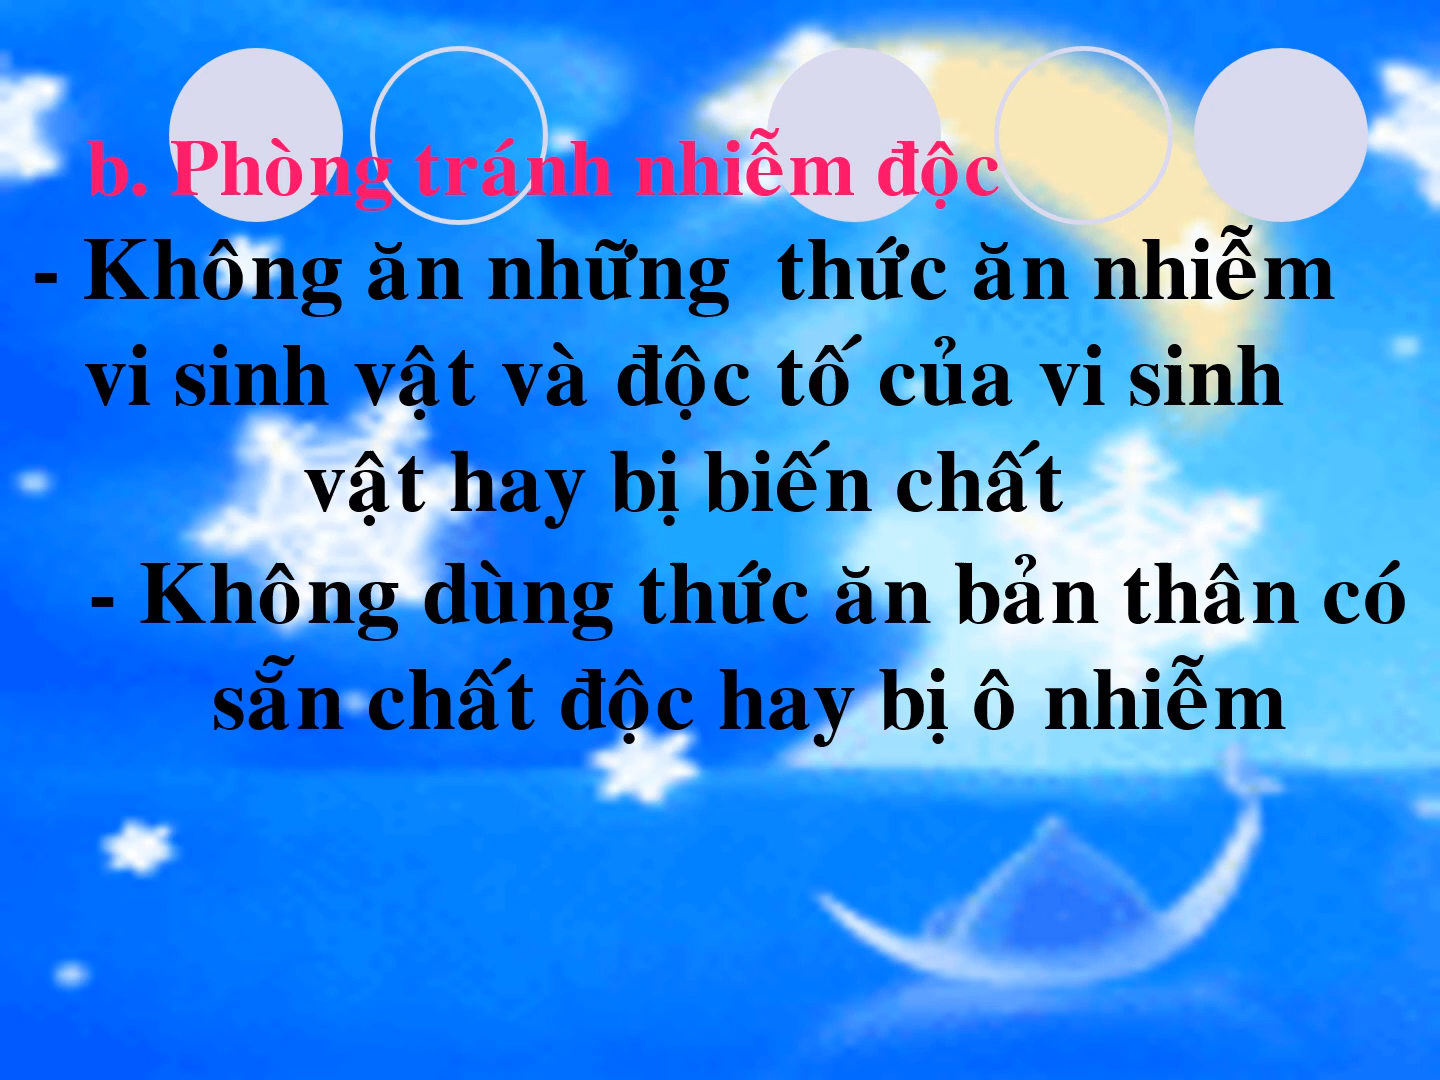 b. Phòng tránh nhiễm độc
- Không ăn những thức ăn nhiễm
vi sinh vật và độc tố của vi sinh
vật hay bị biến chất
- Không dùng thức ăn bản thân có
sẵn chất độc hay bị ô nhiễm